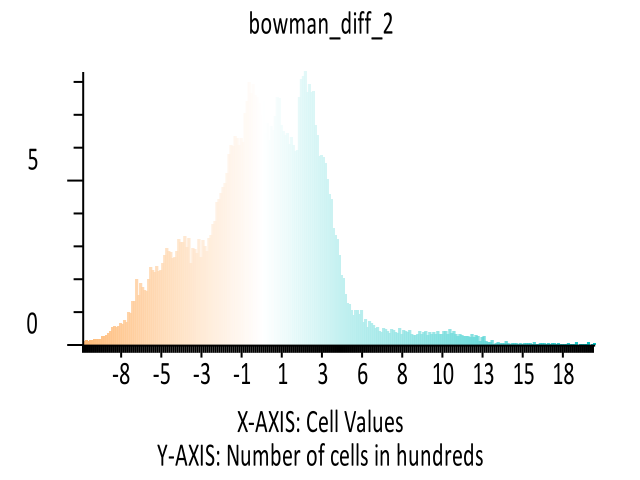 bowman_diff_2
5
0
-8 -5 -3 -1 1 3 6 8 10 13 15 18
X-AXIS: Cell Values
Y-AXIS: Number of cells in hundreds